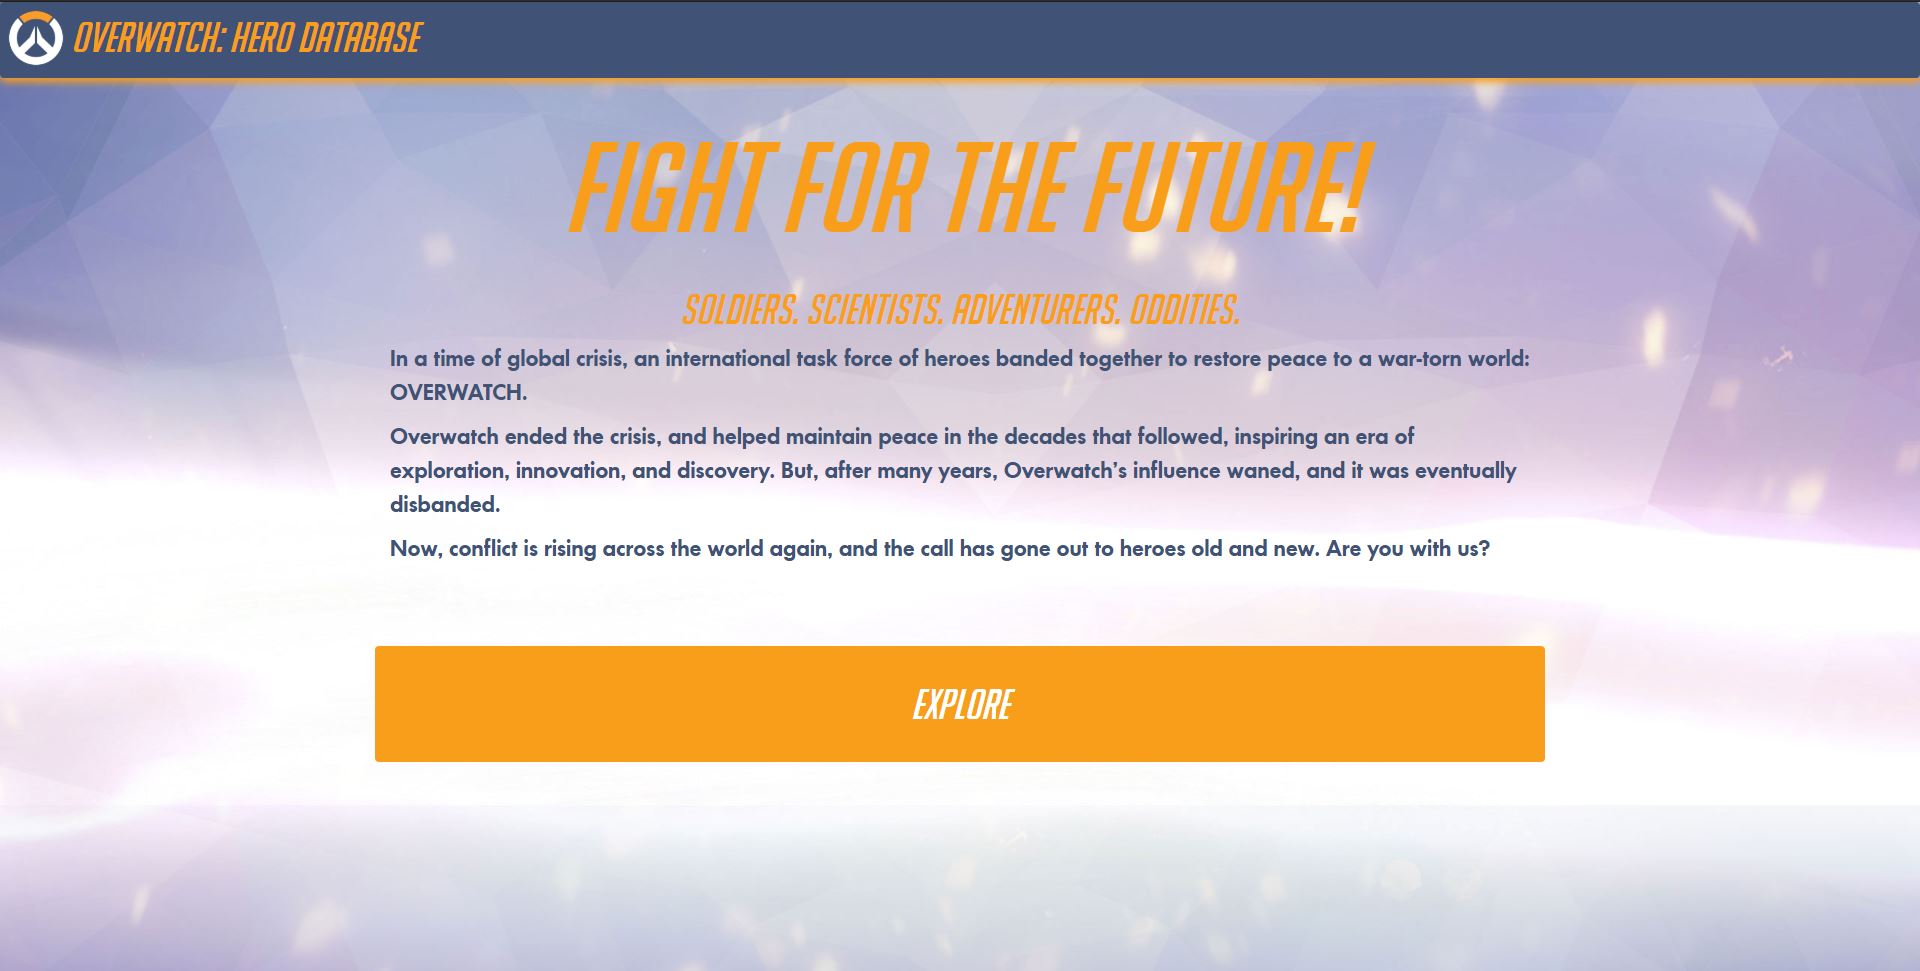 OVERWATCH: HERO DATABASE
FIGHT FOR THE FUTURE!
SOLDIERS. SCIENTISTS. ADVENTURERS. ODDITIES.
In a time of global crisis, an international task force of heroes banded together to restore peace to a war-torn world:
OVERWATCH.
Overwatch ended the crisis, and helped maintain peace in the decades that followed, inspiring an era of
exploration, innovation, and discovery. But, after many years, Overwatch’s influence waned, and it was eventually
disbanded.
Now, conflict is rising across the world again, and the call has gone out to heroes old and new. Are you with us?
EXPLORE